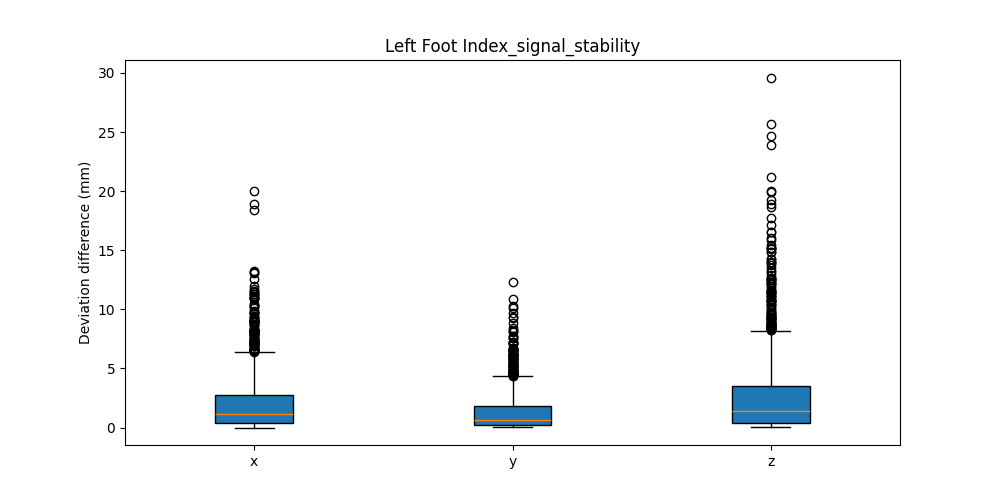 Left Foot Index_signal_stability
Deviation difference (mm)
30
25
20
15
10
5
0
x
y
z